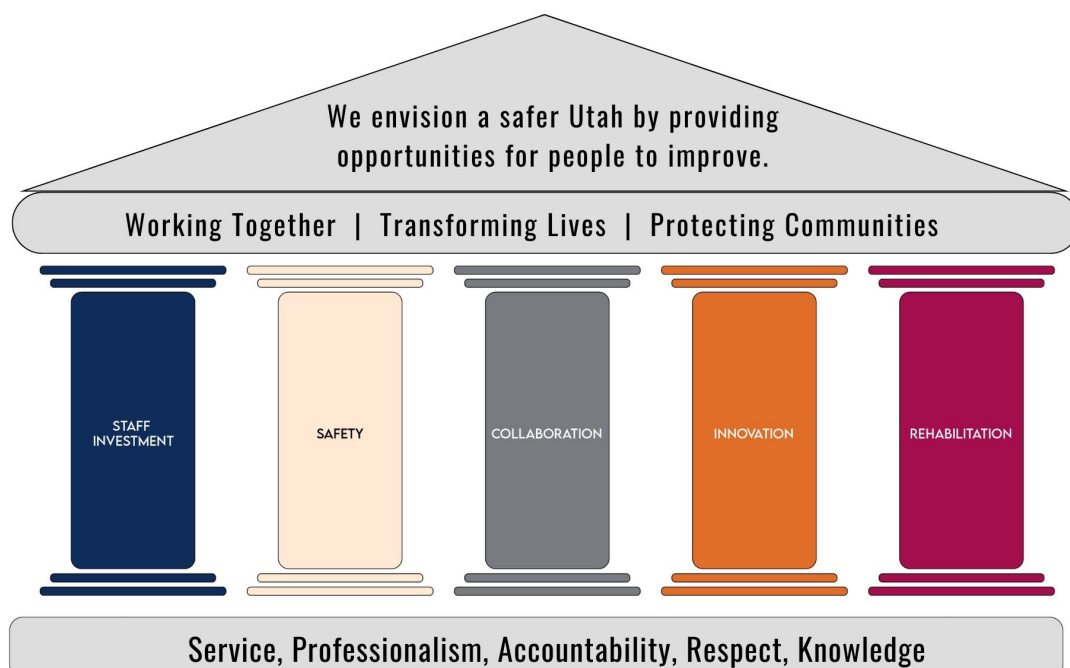 We envision a safer Utah by providing
opportunities for people to improve.
Working Together | Transforming Lives | Protecting Communities
STAFF
INVESTMENT
SAFETY
COLLABORATION
INNOVATION
REHABILITATION
Service, Professionalism, Accountability, Respect, Knowledge